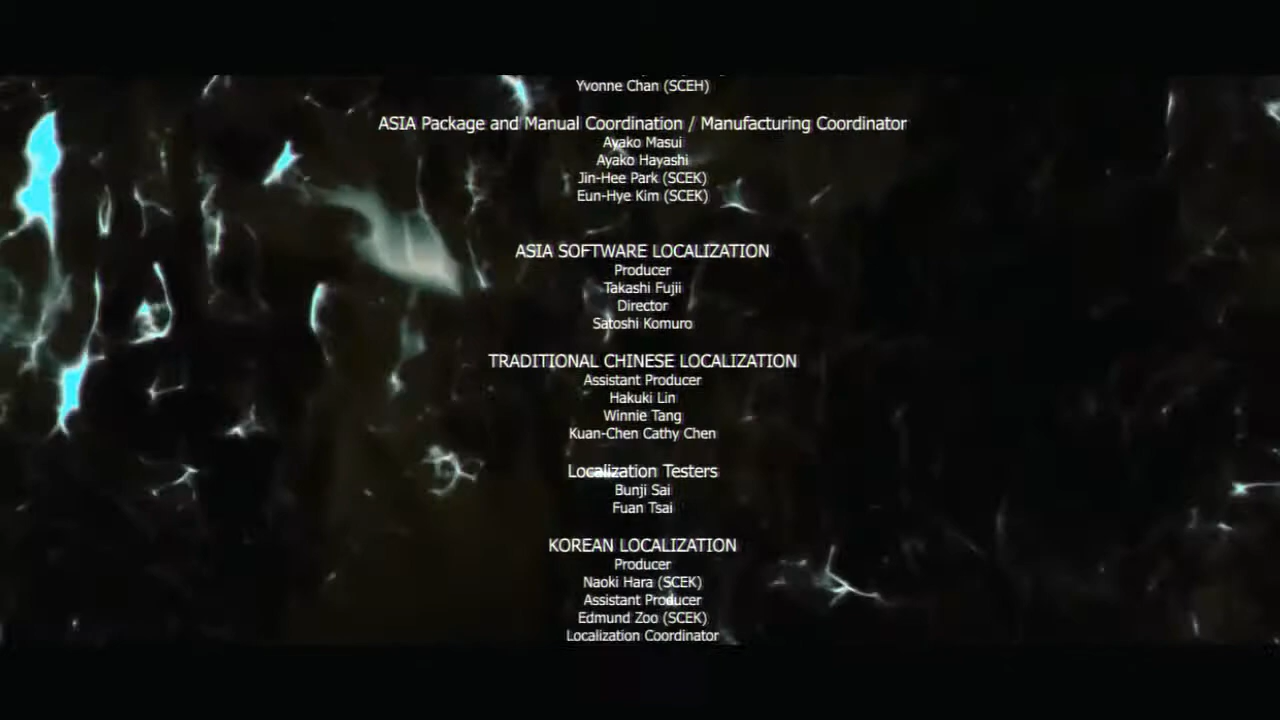 Yvonne Chan (SCEH)
ASIA Package and Manual Coordination / Manufacturing Coordinator
Ayako Masui
Ayako Hayashi
Jin-Hee Park (SCEK)
Eun-Hye Kim (SCEK)
ASIA SOFTWARE LOCALIZATION
Producer
Takashi Fujii
Director
Satoshi Komuro
TRADITIONAL CHINESE LOCALIZATION
Assistant Producer
Hakuki Lin
Winnie Tang
Kuan-Chen Cathy Chen
Localization Testers
Bunji Sai
Fuan Tsai
KOREAN LOCALIZATION
Producer
Naoki Hara (SCEK)
Assistant Producer
Edmund Zoo (SCEK)
Localization Coordinator